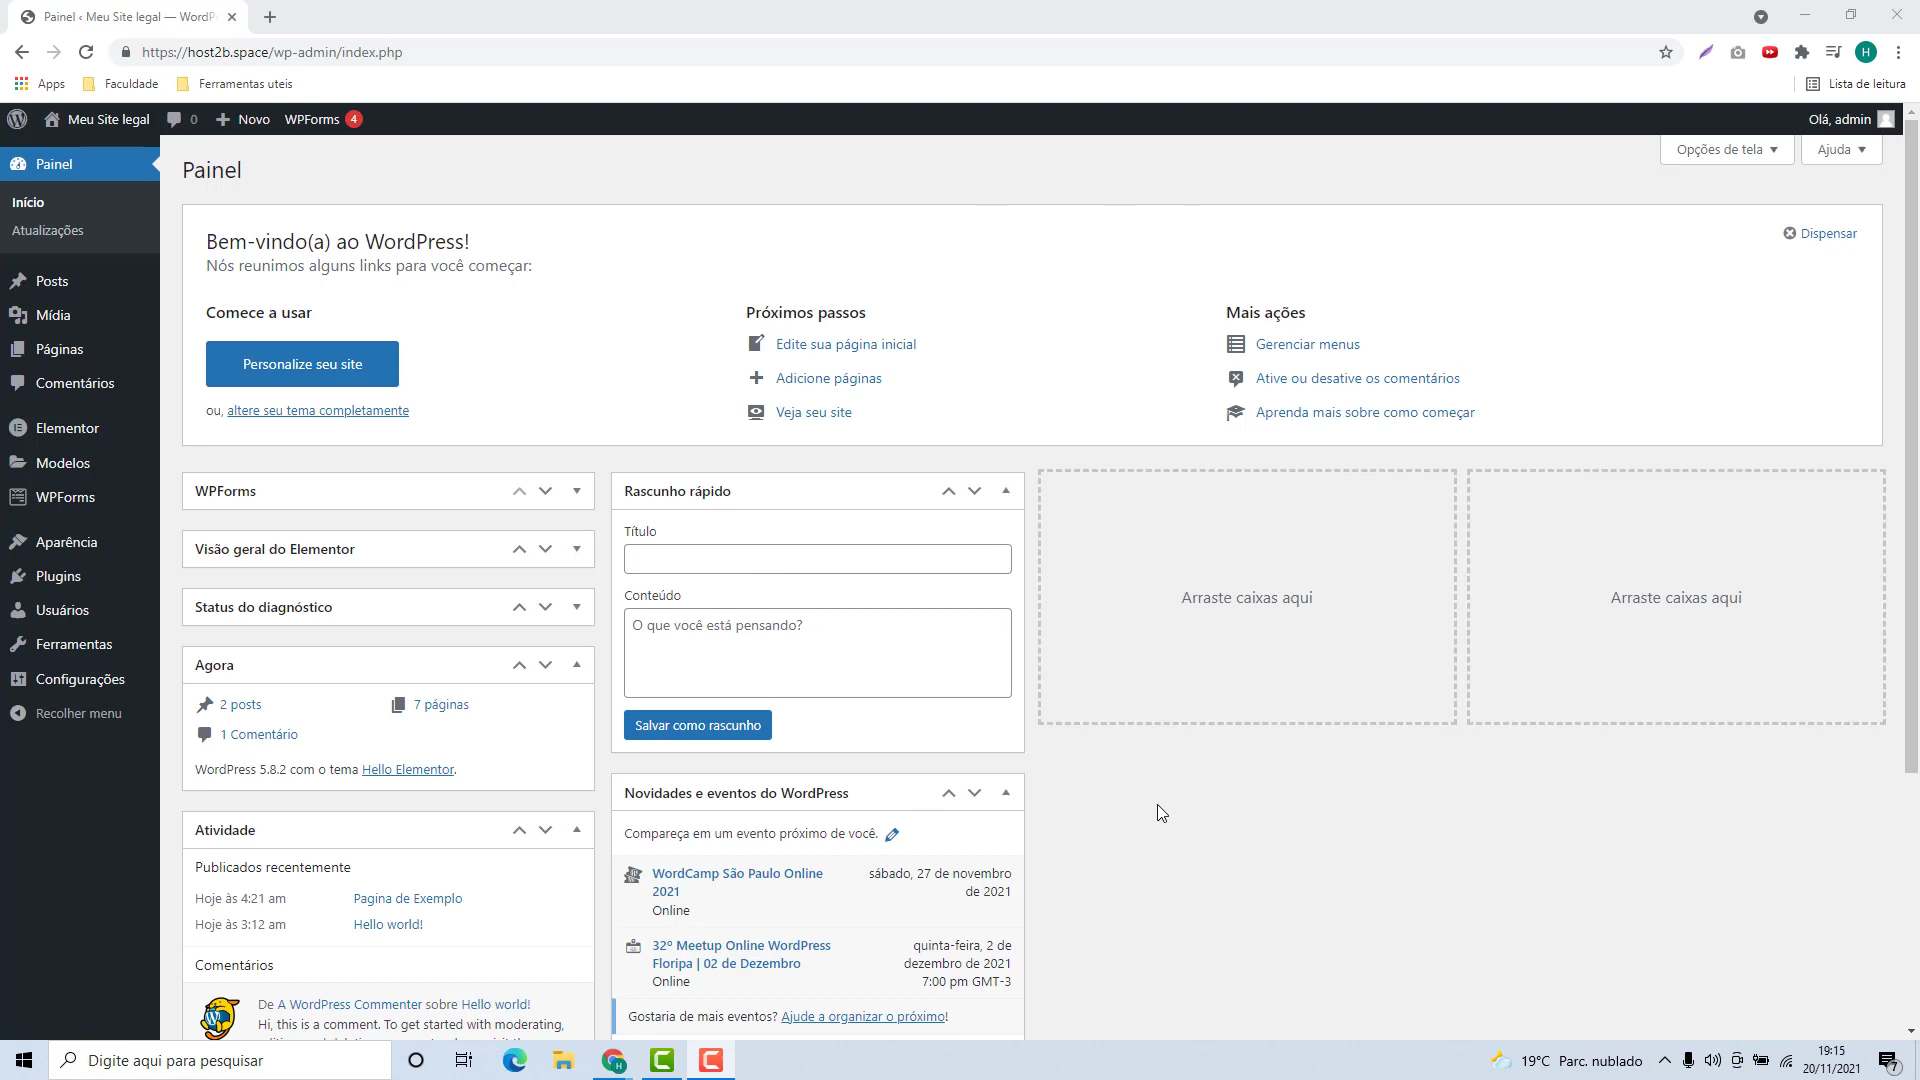 Painel ‹ Meu Site legal — WordP
https://host2b.space/wp-admin/index.php
H
Apps
Faculdade
Ferramentas uteis
Lista de leitura
Meu Site legal
0
Novo
WPForms 4
Olá, admin
Painel
Início
Atualizações
Posts
Mídia
Páginas
Comentários
Elementor
Modelos
WPForms
Aparência
Plugins
Usuários
Ferramentas
Configurações
Recolher menu
Painel
Opções de tela
Ajuda
Bem-vindo(a) ao WordPress!
Nós reunimos alguns links para você começar:
Dispensar
Comece a usar
Personalize seu site
ou, altere seu tema completamente
Próximos passos
Edite sua página inicial
Adicione páginas
Veja seu site
Mais ações
Gerenciar menus
Ative ou desative os comentários
Aprenda mais sobre como começar
WPForms
Visão geral do Elementor
Status do diagnóstico
Agora
2 posts
7 páginas
1 Comentário
WordPress 5.8.2 com o tema Hello Elementor.
Atividade
Publicados recentemente
Hoje às 4:21 am
Pagina de Exemplo
Hoje às 3:12 am
Hello world!
Comentários
De A WordPress Commenter sobre Hello world!
Hi, this is a comment. To get started with moderating,
Rascunho rápido
Título
Conteúdo
O que você está pensando?
Salvar como rascunho
Novidades e eventos do WordPress
Compareça em um evento próximo de você.
WordCamp São Paulo Online
2021
Online
sábado, 27 de novembro
de 2021
32º Meetup Online WordPress
Floripa | 02 de Dezembro
Online
quinta-feira, 2 de
dezembro de 2021
7:00 pm GMT-3
Gostaria de mais eventos? Ajude a organizar o próximo!
Arraste caixas aqui
Arraste caixas aqui
Digite aqui para pesquisar
19°C Parc. nublado
19:15
20/11/2021
7